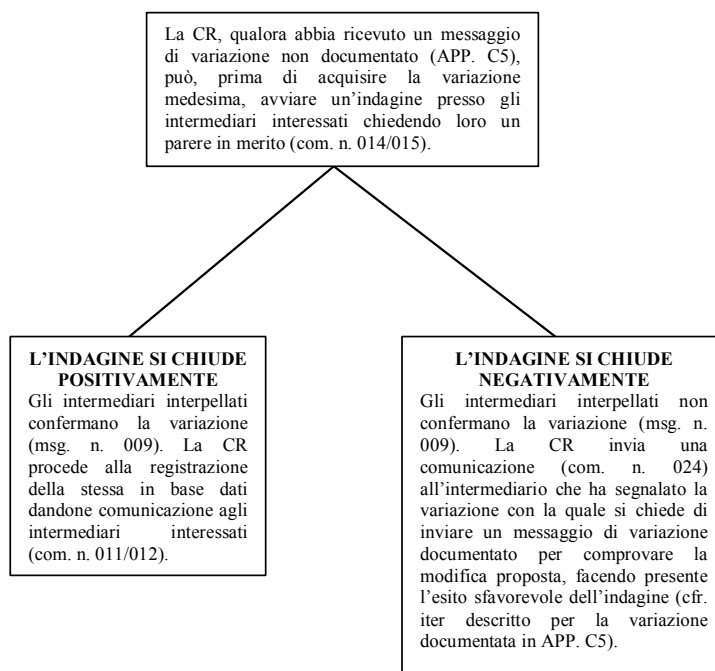 La CR, qualora abbia ricevuto un messaggio
di variazione non documentato (APP. C5),
può, prima di acquisire la variazione
medesima, avviare un'indagine presso gli
intermediari interessati chiedendo loro un
parere in merito (com. n. 014/015).
L'INDAGINE SI CHIUDE
POSITIVAMENTE
Gli intermediari interpellati
confermano la variazione
(msg. n. 009). La CR
procede alla registrazione
della stessa in base dati
dandone comunicazione agli
intermediari interessati
(com. n. 011/012).
L'INDAGINE SI CHIUDE
NEGATIVAMENTE
Gli intermediari interpellati non
confermano la variazione (msg. n.
009). La CR invia una
comunicazione (com. n. 024)
all'intermediario che ha segnalato la
variazione con la quale si chiede di
inviare un messaggio di variazione
documentato per comprovare la
modifica proposta, facendo presente
l'esito sfavorevole dell'indagine (cfr.
iter descritto per la variazione
documentata in APP. C5).